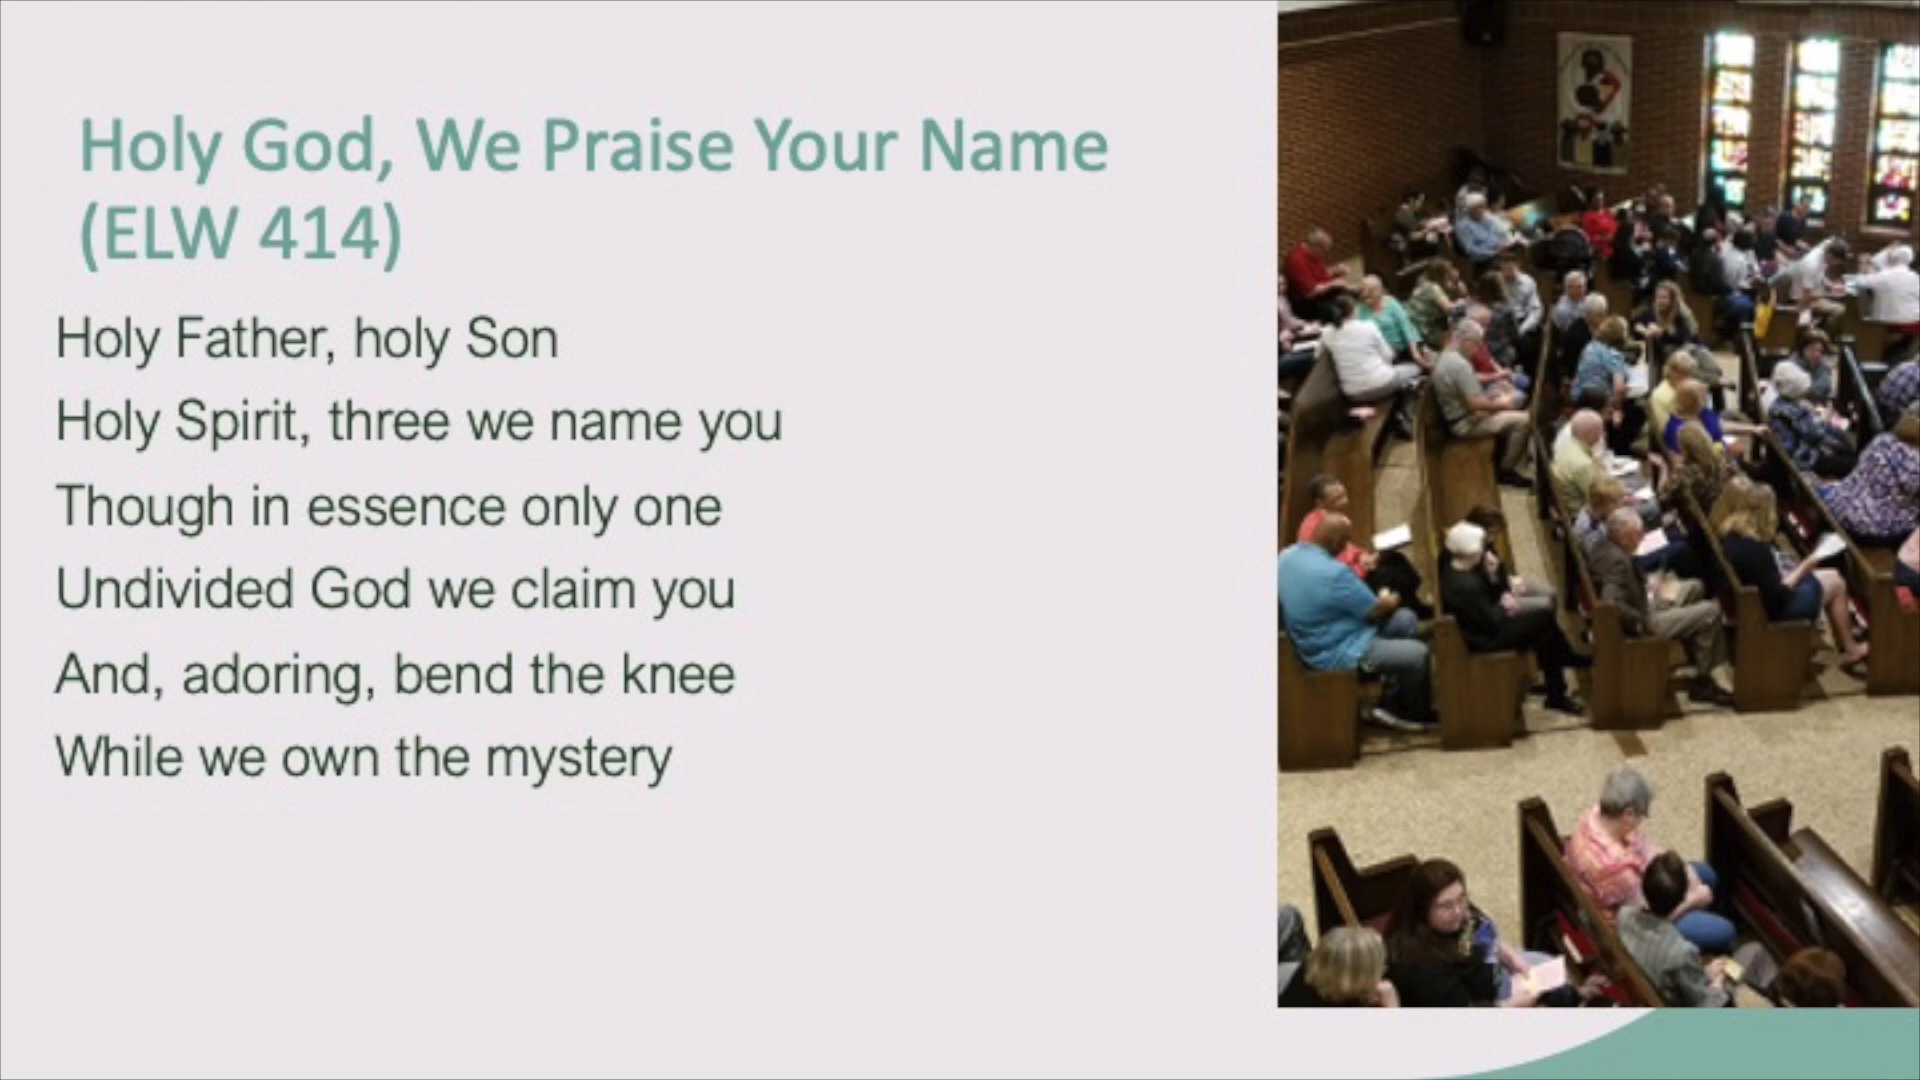 Holy God, We Praise Your Name
(ELW 414)
Holy Father, holy Son
Holy Spirit, three we name you
Though in essence only one
Undivided God we claim you
And, adoring, bend the knee
While we own the mystery